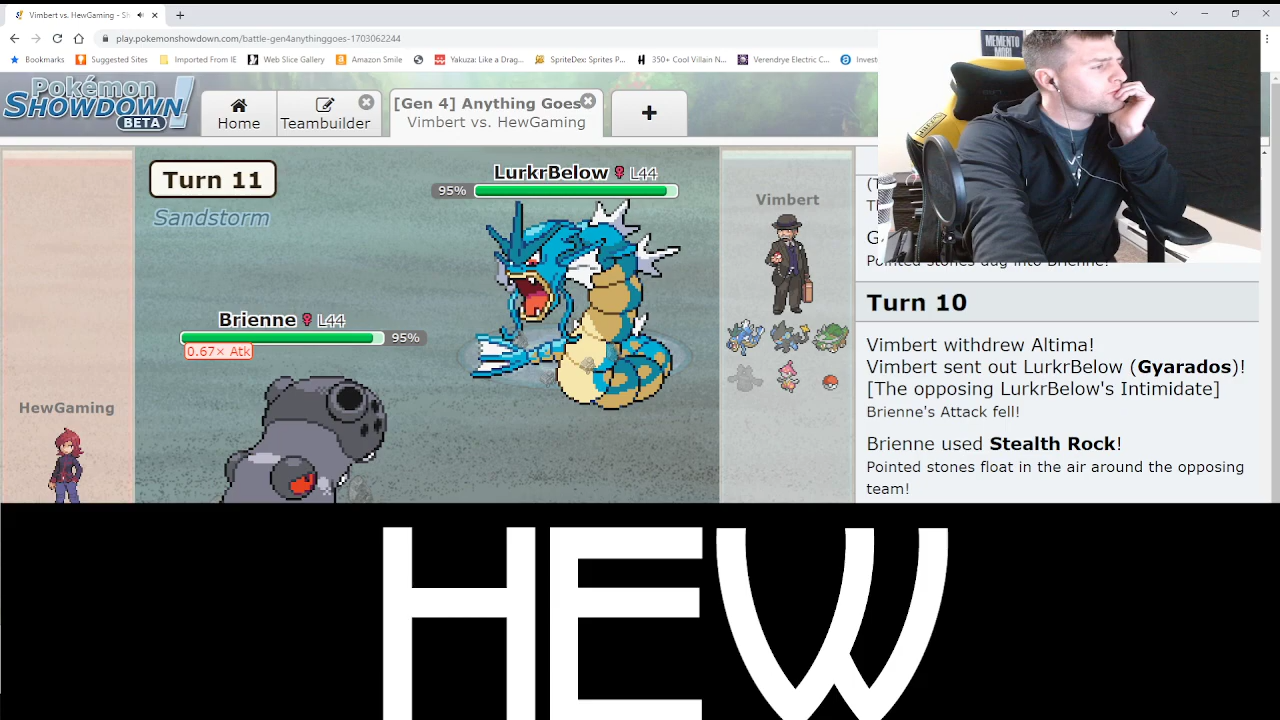 Vimbert vs. HewGaming - Sh
play.pokemonshowdown.com/battle-gen4anythinggoes-1703062244
Bookmarks
Suggested Sites
Imported From IE
Web Slice Gallery
Amazon Smile
Yakuza: Like a Drag...
SpriteDex: Sprites P...
350+ Cool Villain N...
Verendrye Electric C...
Invest
MEMENTO
MORI
Pokémon
SHOWDOWN!
BETA
Home
Teambuilder
[Gen 4] Anything Goes
Vimbert vs. HewGaming
+
Turn 11
Sandstorm
LurkrBelow ♀ L44
95%
Brienne ♀ L44
95%
0.67× Atk
HewGaming
Vimbert
Pointed stones dug into Brienne!
Turn 10
Vimbert withdrew Altima!
Vimbert sent out LurkrBelow (Gyarados)!
[The opposing LurkrBelow's Intimidate]
Brienne's Attack fell!
Brienne used Stealth Rock!
Pointed stones float in the air around the opposing
team!
HEW